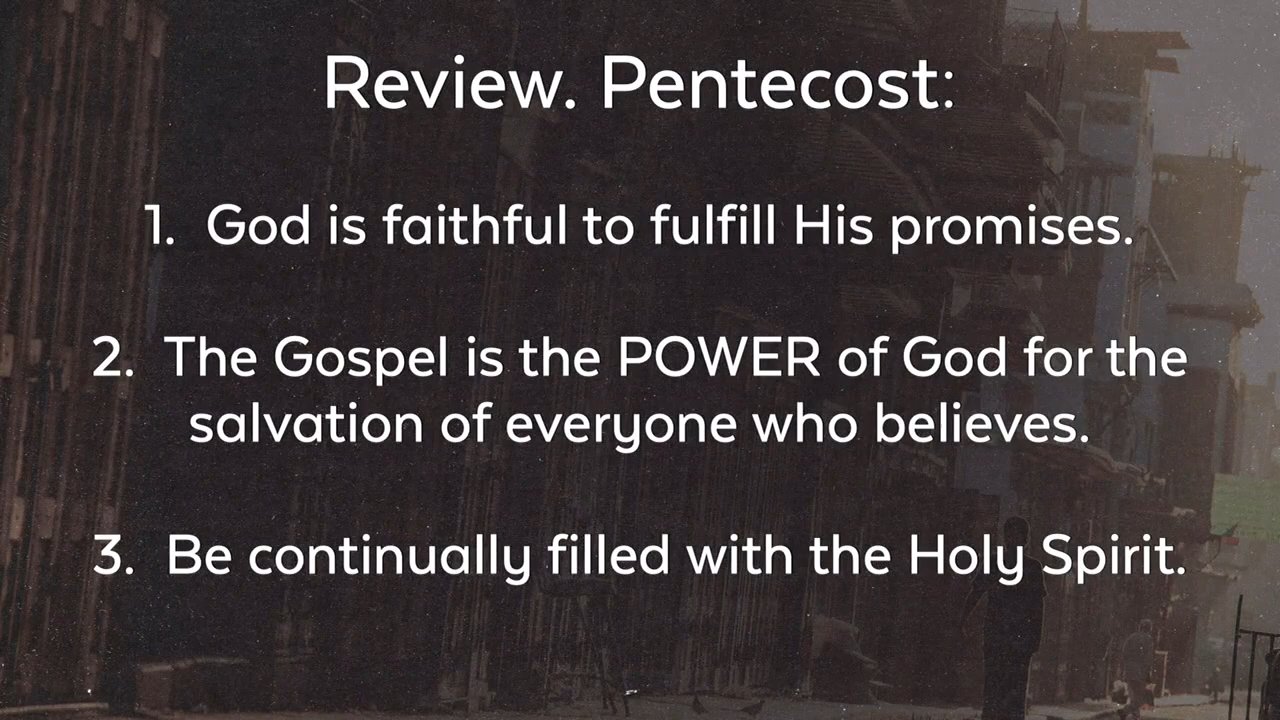 Review. Pentecost:
1. God is faithful to fulfill His promises.
2. The Gospel is the POWER of God for the
salvation of everyone who believes.
3. Be continually filled with the Holy Spirit.